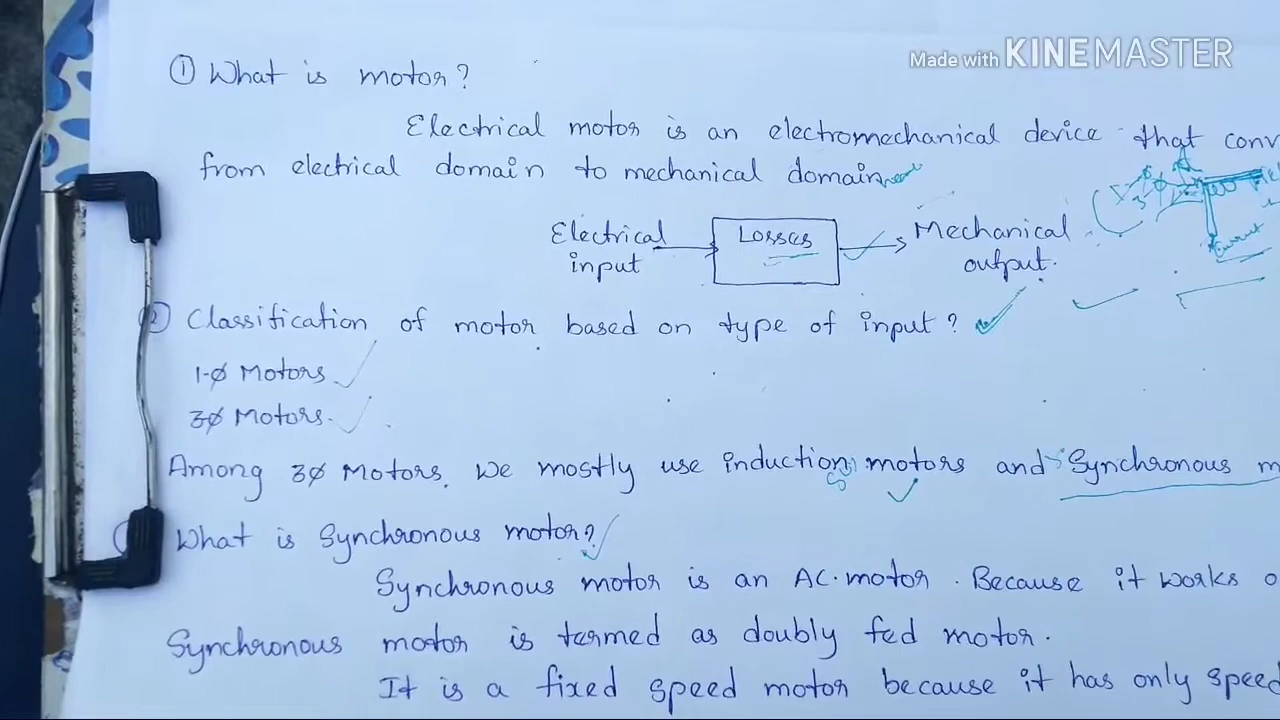 Made with KINEMASTER
① What is motor?
Electrical motor is an electromechanical device that conv
from electrical domain to mechanical domain
Electrical input
Losses
Mechanical output.
Classification of motor based on type of input?
1-ø Motors
3ø Motors.
Among 3ø Motors, we mostly use induction motors and Synchronous m
What is Synchronous motor?
Synchronous motor is an AC.motor. Because it works o
Synchronous motor is termed as doubly fed motor.
It is a fixed speed motor because it has only speed